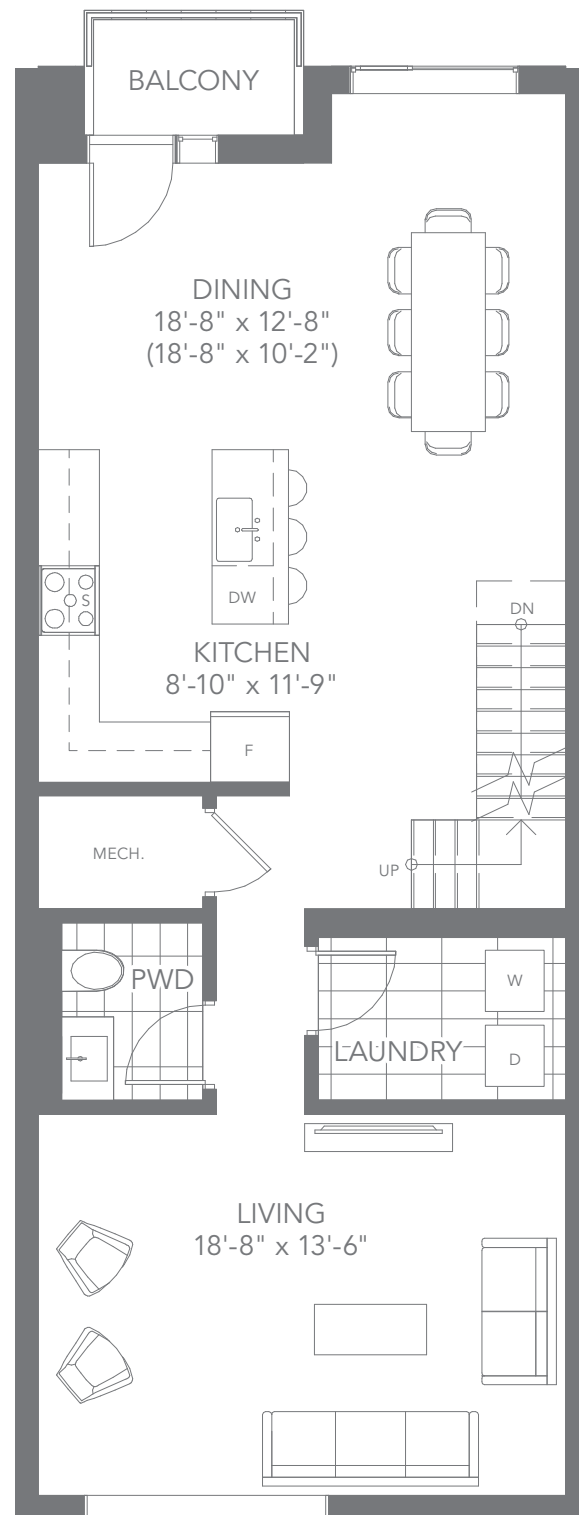 BALCONY
DINING
18'-8" x 12'-8"
(18'-8" x 10'-2")
S
DW
DN
KITCHEN
8'-10" x 11'-9"
F
MECH.
UP
PWD
W
LAUNDRY
D
LIVING
18'-8" x 13'-6"